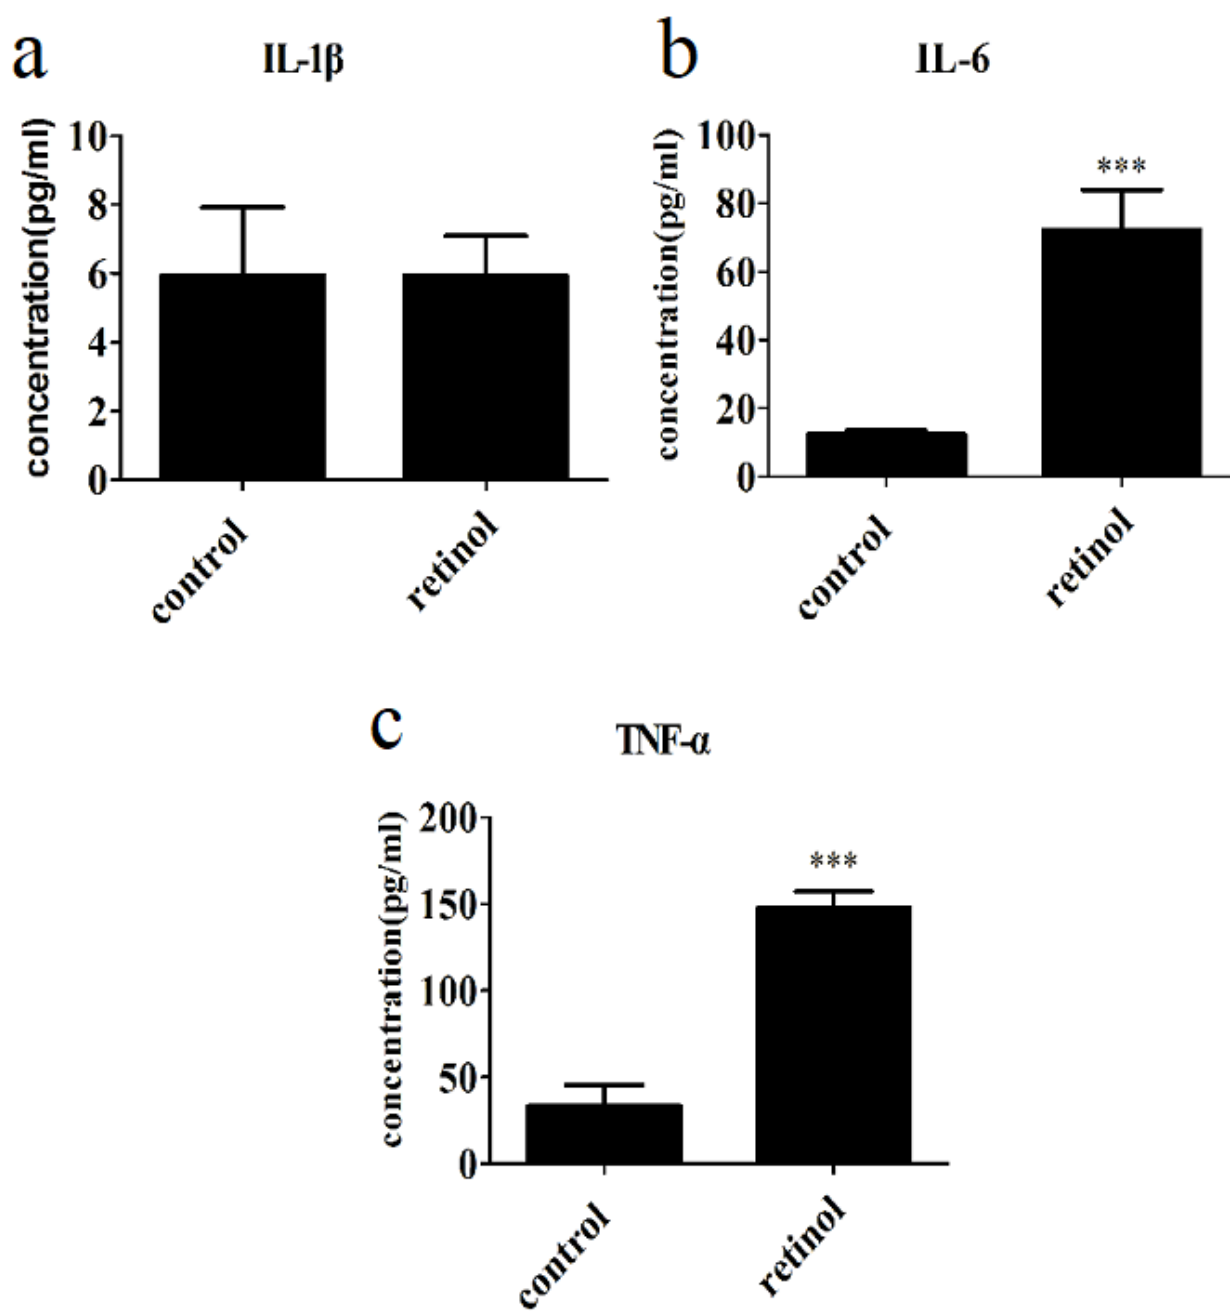 a
IL-1β
concentration(pg/ml)
10
8
6
4
2
0
control
retinol
b
IL-6
concentration(pg/ml)
100
80
60
40
20
0
***
control
retinol
c
TNF-α
concentration(pg/ml)
200
150
100
50
0
***
control
retinol